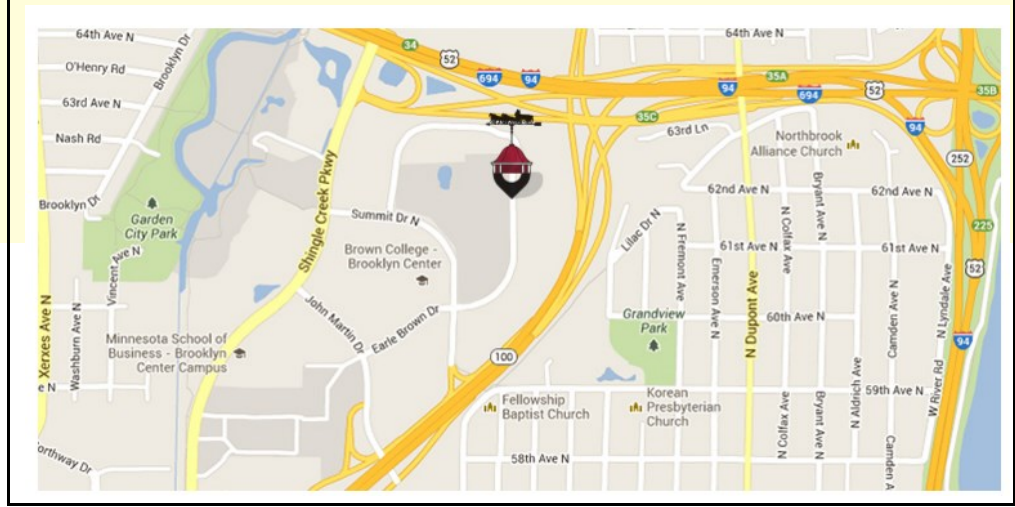 64th Ave N
Brooklyn Dr
34
52
64th Ave N
O'Henry Rd
694
94
35A
94
694
52
35B
63rd Ave N
35C
63rd Ln
94
Nash Rd
Northbrook
Alliance Church
252
Shingle Creek Pkwy
Brooklyn Dr
Garden
City Park
Summit Dr N
Lilac Dr N
62nd Ave N
62nd Ave N
N Colfax Ave
Bryant Ave N
225
N Fremont Ave
61st Ave N
61st Ave N
Vincent Ave N
Brown College -
Brooklyn Center
Emerson Ave N
52
Xerxes Ave N
Washburn Ave N
John Martin Dr
Earle Brown Dr
Grandview
Park
N Dupont Ave
60th Ave N
Camden Ave N
N Lyndale Ave
Minnesota School of
Business - Brooklyn
Center Campus
100
94
e N
59th Ave N
W River Rd
Fellowship
Baptist Church
Korean
Presbyterian
Church
N Colfax Ave
Bryant Ave N
N Aldrich Ave
orthway Dr
58th Ave N
Camden A